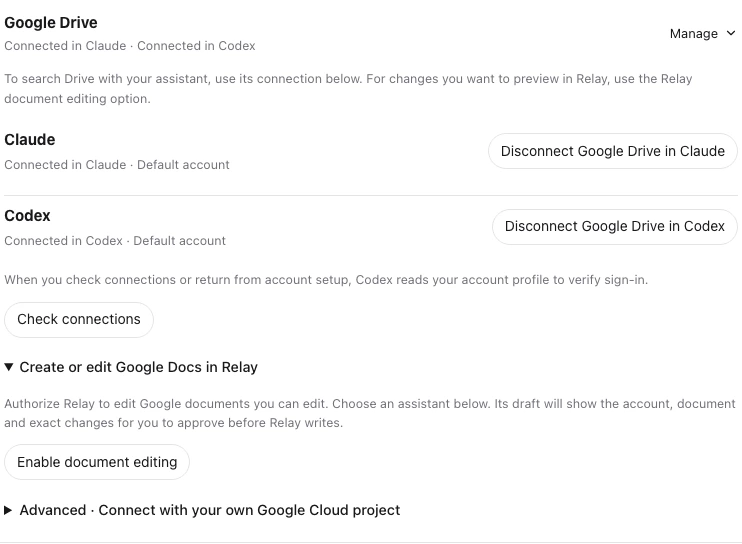 Google Drive
Manage
Connected in Claude · Connected in Codex
To search Drive with your assistant, use its connection below. For changes you want to preview in Relay, use the Relay
document editing option.
Claude
Disconnect Google Drive in Claude
Connected in Claude · Default account
Codex
Disconnect Google Drive in Codex
Connected in Codex · Default account
When you check connections or return from account setup, Codex reads your account profile to verify sign-in.
Check connections
Create or edit Google Docs in Relay
Authorize Relay to edit Google documents you can edit. Choose an assistant below. Its draft will show the account, document
and exact changes for you to approve before Relay writes.
Enable document editing
Advanced · Connect with your own Google Cloud project